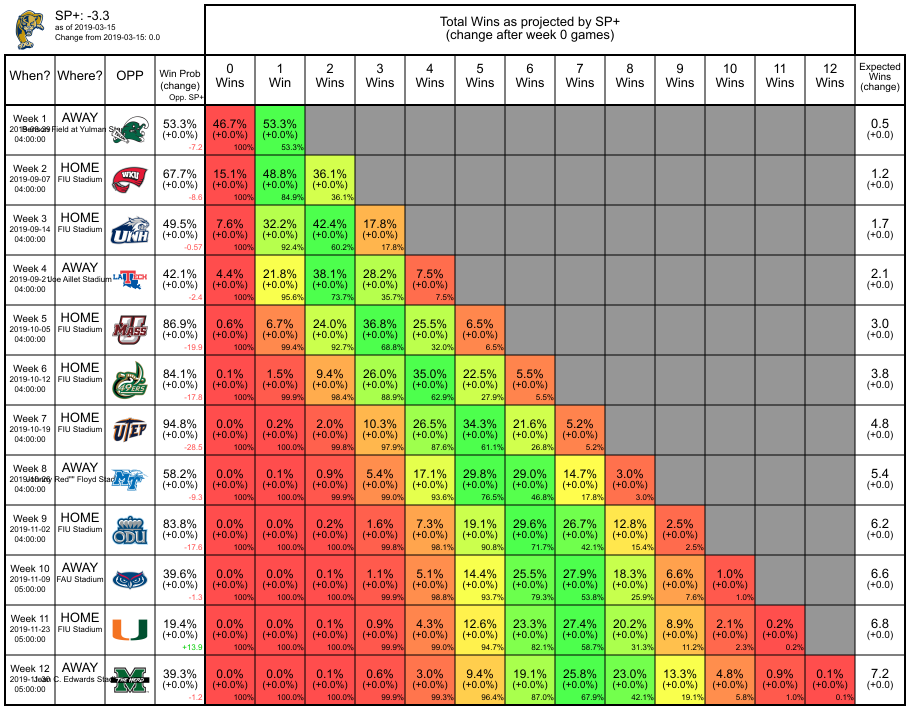 SP+: -3.3
as of 2019-03-15
Change from 2019-03-15: 0.0
Total Wins as projected by SP+
(change after week 0 games)
When? Where? OPP Win Prob (change) Opp. SP+ 0 Wins 1 Win 2 Wins 3 Wins 4 Wins 5 Wins 6 Wins 7 Wins 8 Wins 9 Wins 10 Wins 11 Wins 12 Wins Expected Wins (change)
Week 1 AWAY 53.3% 46.7% 53.3% 0.5
04:00:00 (+0.0%) (+0.0%) (+0.0%) (+0.0)
-7.2 100% 53.3%
Week 2 HOME WKU 67.7% 15.1% 48.8% 36.1% 1.2
2019-09-07 FIU Stadium (+0.0%) (+0.0%) (+0.0%) (+0.0%) (+0.0)
04:00:00 -8.6 100% 84.9% 36.1%
Week 3 HOME UNH 49.5% 7.6% 32.2% 42.4% 17.8% 1.7
2019-09-14 FIU Stadium (+0.0%) (+0.0%) (+0.0%) (+0.0%) (+0.0%) (+0.0)
04:00:00 -0.57 100% 92.4% 60.2% 17.8%
Week 4 AWAY LA TECH 42.1% 4.4% 21.8% 38.1% 28.2% 7.5% 2.1
Joe Aillet Stadium (+0.0%) (+0.0%) (+0.0%) (+0.0%) (+0.0%) (+0.0%) (+0.0)
04:00:00 -2.4 100% 95.6% 73.7% 35.7% 7.5%
Week 5 HOME MASS 86.9% 0.6% 6.7% 24.0% 36.8% 25.5% 6.5% 3.0
2019-10-05 FIU Stadium (+0.0%) (+0.0%) (+0.0%) (+0.0%) (+0.0%) (+0.0%) (+0.0%) (+0.0)
04:00:00 -19.9 100% 99.4% 92.7% 68.8% 32.0% 6.5%
Week 6 HOME 49ERS 84.1% 0.1% 1.5% 9.4% 26.0% 35.0% 22.5% 5.5% 3.8
2019-10-12 FIU Stadium (+0.0%) (+0.0%) (+0.0%) (+0.0%) (+0.0%) (+0.0%) (+0.0%) (+0.0%) (+0.0)
04:00:00 -17.8 100% 99.9% 98.4% 88.9% 62.9% 27.9% 5.5%
Week 7 HOME UTEP 94.8% 0.0% 0.2% 2.0% 10.3% 26.5% 34.3% 21.6% 5.2% 4.8
2019-10-19 FIU Stadium (+0.0%) (+0.0%) (+0.0%) (+0.0%) (+0.0%) (+0.0%) (+0.0%) (+0.0%) (+0.0%) (+0.0)
04:00:00 -28.5 100% 100.0% 99.8% 97.9% 87.6% 61.1% 26.8% 5.2%
Week 8 AWAY MT 58.2% 0.0% 0.1% 0.9% 5.4% 17.1% 29.8% 29.0% 14.7% 3.0% 5.4
(+0.0%) (+0.0%) (+0.0%) (+0.0%) (+0.0%) (+0.0%) (+0.0%) (+0.0%) (+0.0%) (+0.0%) (+0.0)
04:00:00 -9.3 100% 100.0% 99.9% 99.0% 93.6% 76.5% 46.8% 17.8% 3.0%
Week 9 HOME ODU 83.8% 0.0% 0.0% 0.2% 1.6% 7.3% 19.1% 29.6% 26.7% 12.8% 2.5% 6.2
2019-11-02 FIU Stadium (+0.0%) (+0.0%) (+0.0%) (+0.0%) (+0.0%) (+0.0%) (+0.0%) (+0.0%) (+0.0%) (+0.0%) (+0.0%) (+0.0)
04:00:00 -17.6 100% 100.0% 100.0% 99.8% 98.1% 90.8% 71.7% 42.1% 15.4% 2.5%
Week 10 AWAY 39.6% 0.0% 0.0% 0.1% 1.1% 5.1% 14.4% 25.5% 27.9% 18.3% 6.6% 1.0% 6.6
2019-11-09 FAU Stadium (+0.0%) (+0.0%) (+0.0%) (+0.0%) (+0.0%) (+0.0%) (+0.0%) (+0.0%) (+0.0%) (+0.0%) (+0.0%) (+0.0%) (+0.0)
05:00:00 -1.3 100% 100.0% 100.0% 99.9% 98.8% 93.7% 79.3% 53.8% 25.9% 7.6% 1.0%
Week 11 HOME 19.4% 0.0% 0.0% 0.1% 0.9% 4.3% 12.6% 23.3% 27.4% 20.2% 8.9% 2.1% 0.2% 6.8
2019-11-23 FIU Stadium (+0.0%) (+0.0%) (+0.0%) (+0.0%) (+0.0%) (+0.0%) (+0.0%) (+0.0%) (+0.0%) (+0.0%) (+0.0%) (+0.0%) (+0.0%) (+0.0)
05:00:00 +13.9 100% 100.0% 100.0% 99.9% 99.0% 94.7% 82.1% 58.7% 31.3% 11.2% 2.3% 0.2%
Week 12 AWAY THE HERD 39.3% 0.0% 0.0% 0.1% 0.6% 3.0% 9.4% 19.1% 25.8% 23.0% 13.3% 4.8% 0.9% 0.1% 7.2
(+0.0%) (+0.0%) (+0.0%) (+0.0%) (+0.0%) (+0.0%) (+0.0%) (+0.0%) (+0.0%) (+0.0%) (+0.0%) (+0.0%) (+0.0%) (+0.0%) (+0.0)
05:00:00 -1.2 100% 100.0% 100.0% 99.9% 99.3% 96.4% 87.0% 67.9% 42.1% 19.1% 5.8% 1.0% 0.1%